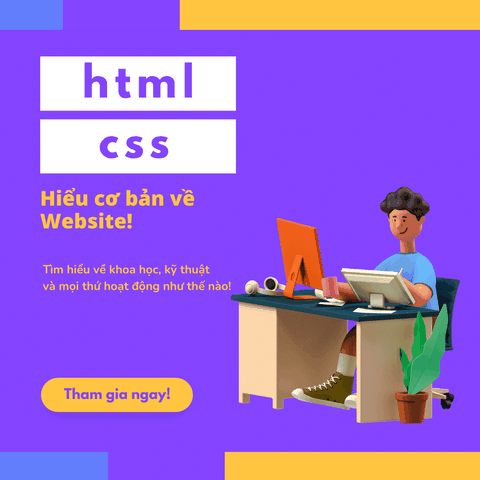 html
css
Hiểu cơ bản về
Website!
Tìm hiểu về khoa học, kỹ thuật
và mọi thứ hoạt động như thế nào!
Tham gia ngay!